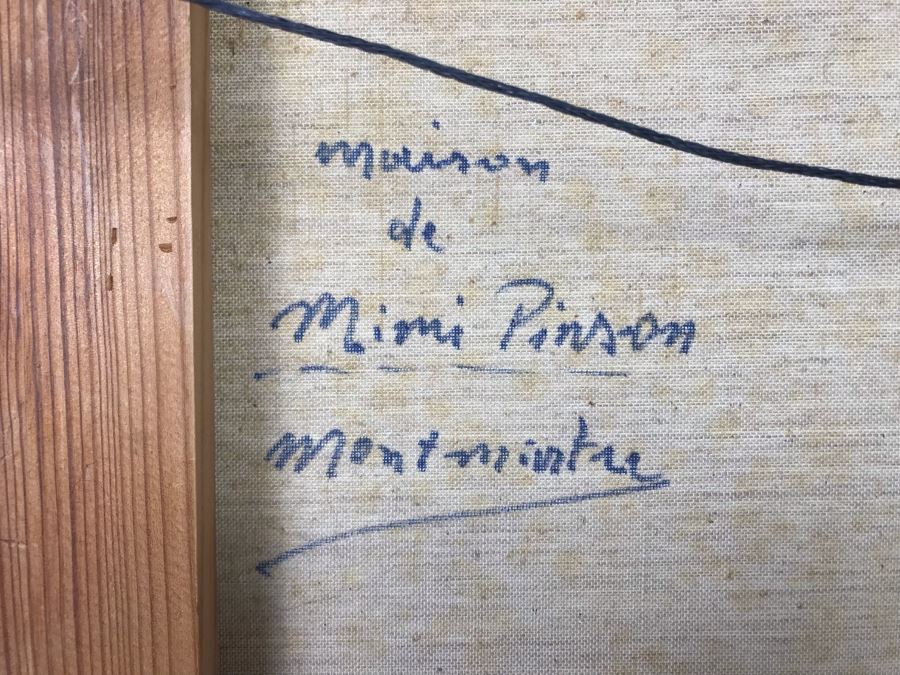 maison
de
Mimi Pinson
Montmartre